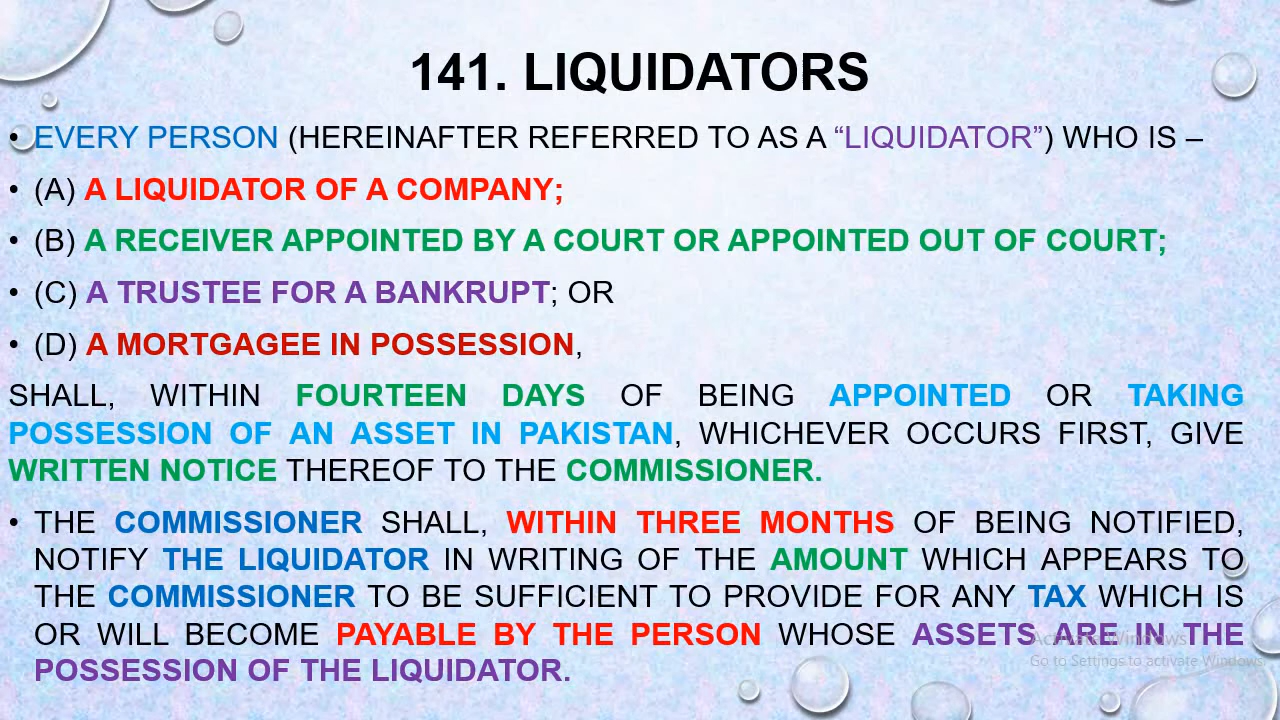 141. LIQUIDATORS
• EVERY PERSON (HEREINAFTER REFERRED TO AS A “LIQUIDATOR”) WHO IS –
• (A) A LIQUIDATOR OF A COMPANY;
• (B) A RECEIVER APPOINTED BY A COURT OR APPOINTED OUT OF COURT;
• (C) A TRUSTEE FOR A BANKRUPT; OR
• (D) A MORTGAGEE IN POSSESSION,
SHALL, WITHIN FOURTEEN DAYS OF BEING APPOINTED OR TAKING
POSSESSION OF AN ASSET IN PAKISTAN, WHICHEVER OCCURS FIRST, GIVE
WRITTEN NOTICE THEREOF TO THE COMMISSIONER.
• THE COMMISSIONER SHALL, WITHIN THREE MONTHS OF BEING NOTIFIED,
NOTIFY THE LIQUIDATOR IN WRITING OF THE AMOUNT WHICH APPEARS TO
THE COMMISSIONER TO BE SUFFICIENT TO PROVIDE FOR ANY TAX WHICH IS
OR WILL BECOME PAYABLE BY THE PERSON WHOSE ASSETS ARE IN THE
POSSESSION OF THE LIQUIDATOR.
Activate Windows
Go to Settings to activate Windows.